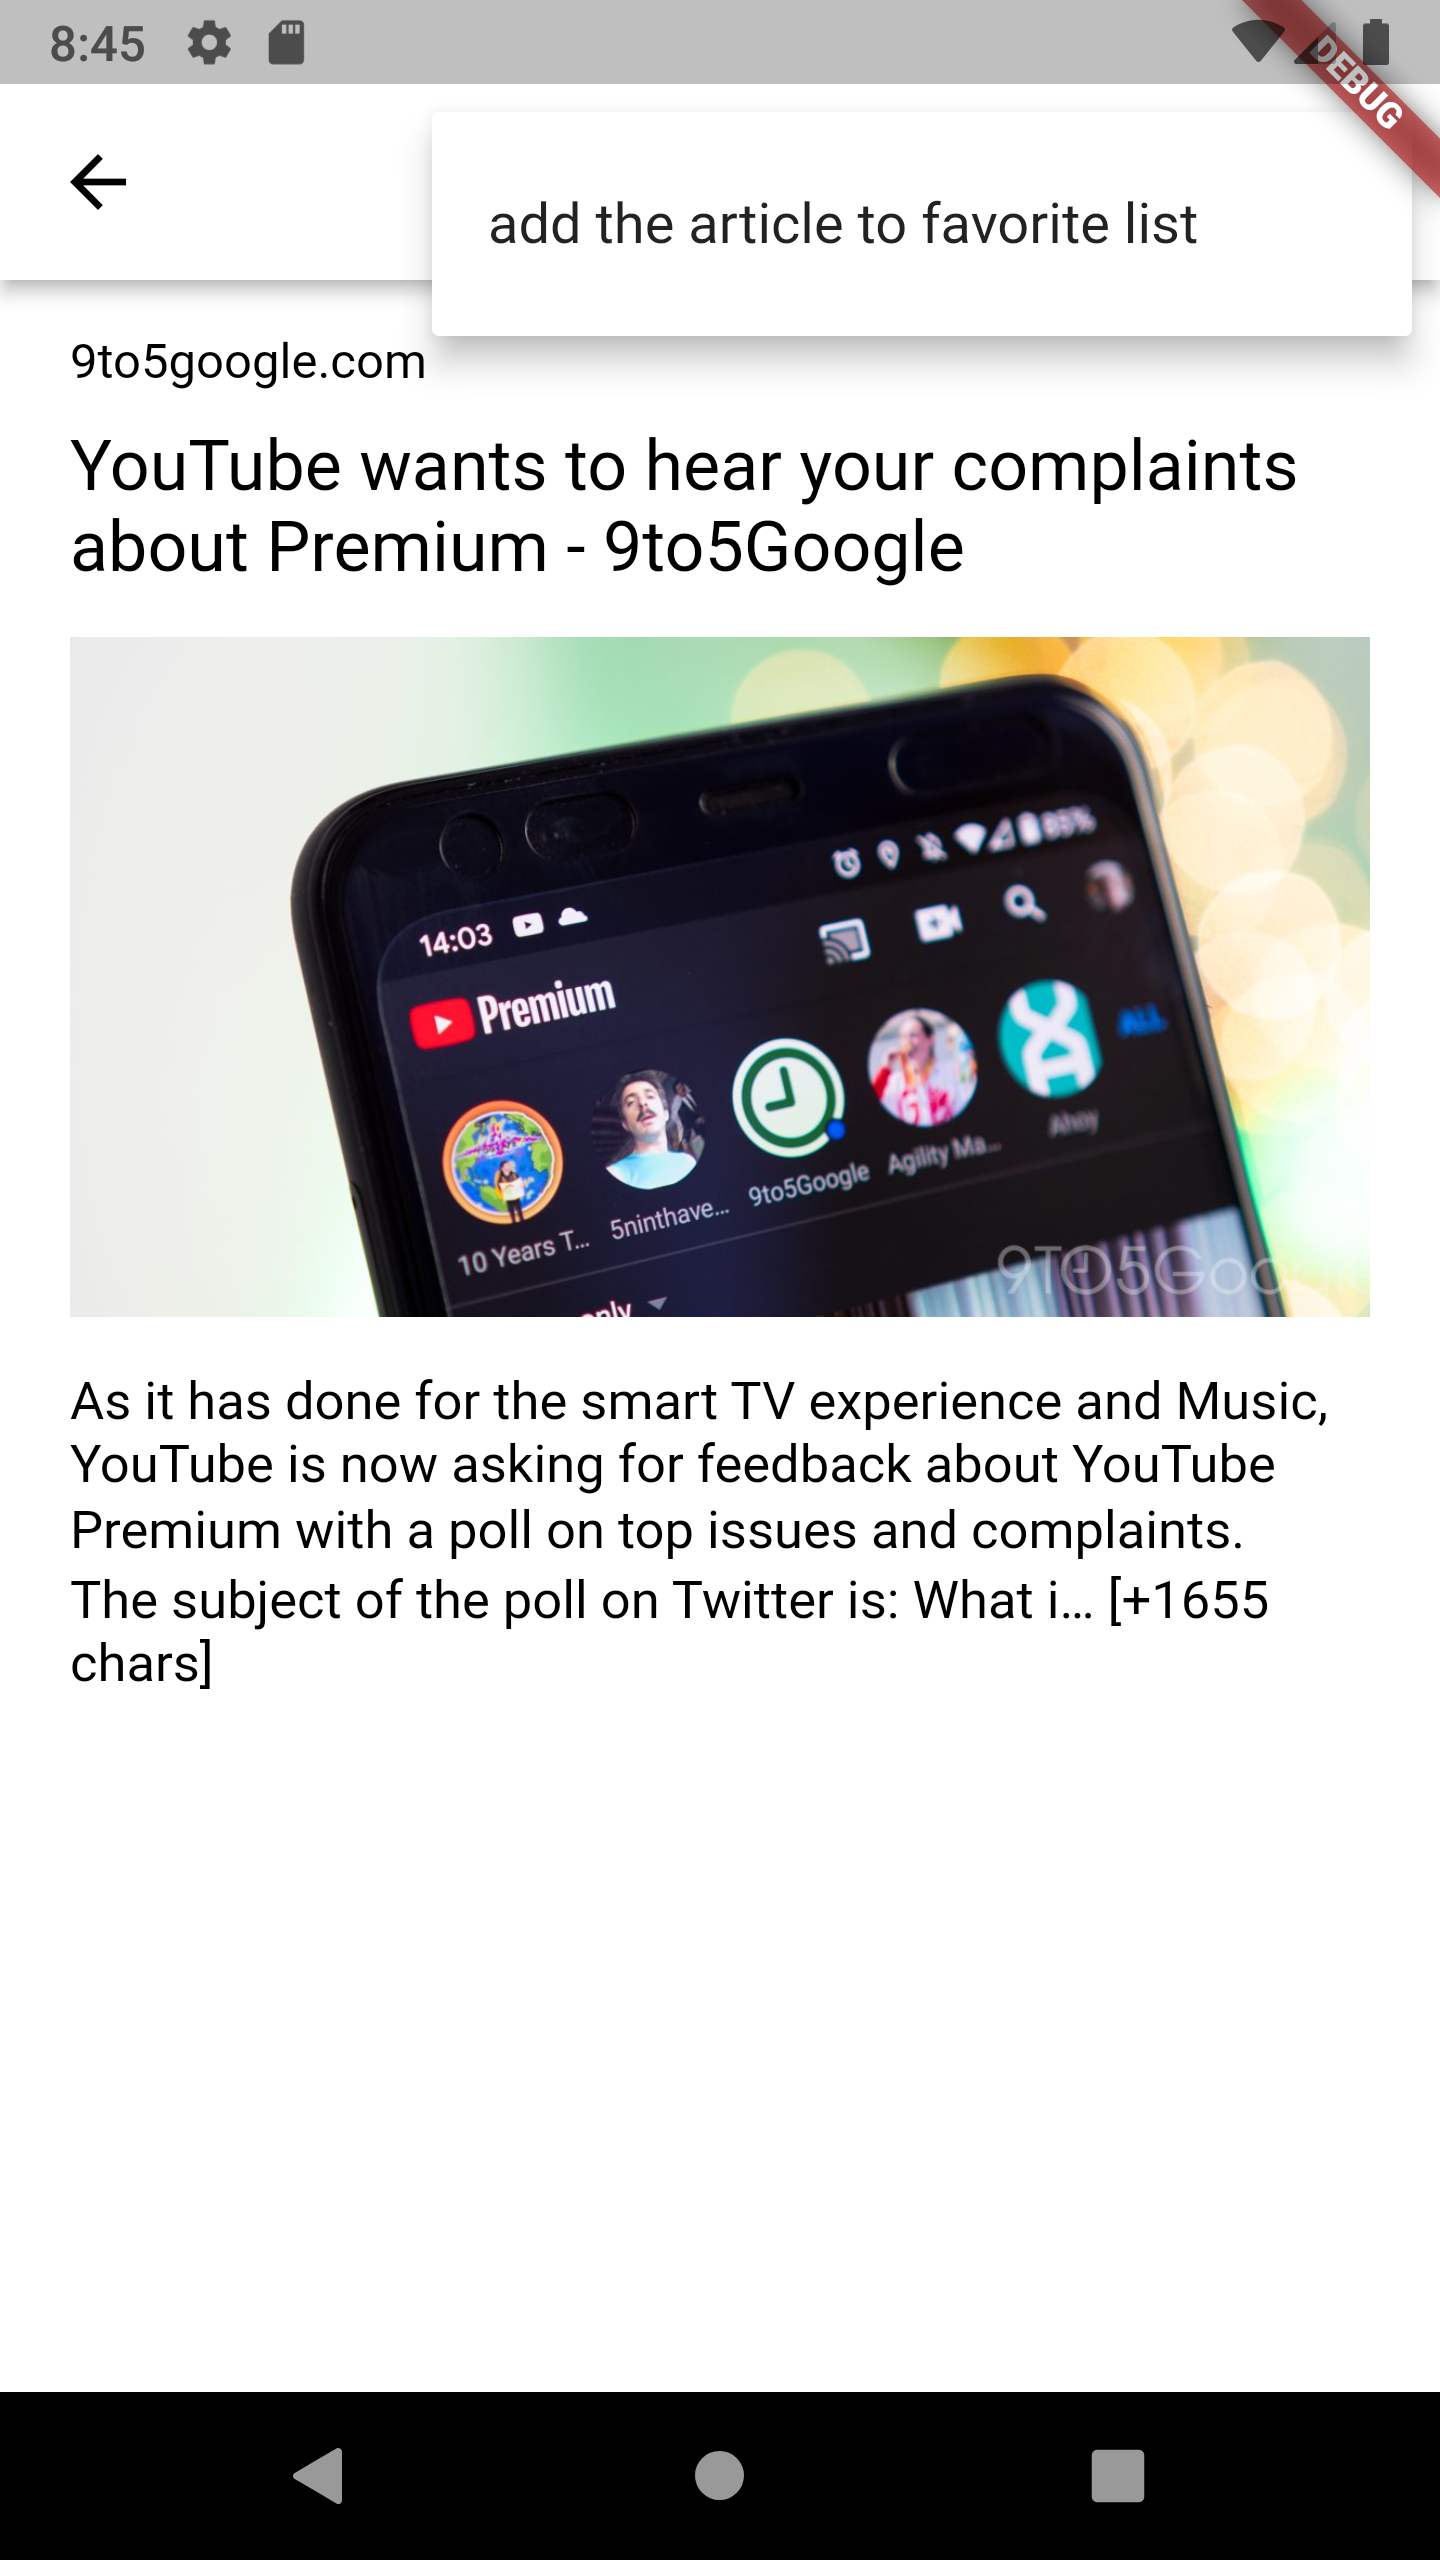 8:45
DEBUG
add the article to favorite list
9to5google.com
YouTube wants to hear your complaints
about Premium - 9to5Google
85%
14:03
Premium
ALL
10 Years T...
5ninthave...
9to5Google
Agility Ma...
Ahoy
9TO5Google
As it has done for the smart TV experience and Music,
YouTube is now asking for feedback about YouTube
Premium with a poll on top issues and complaints.
The subject of the poll on Twitter is: What i… [+1655
chars]